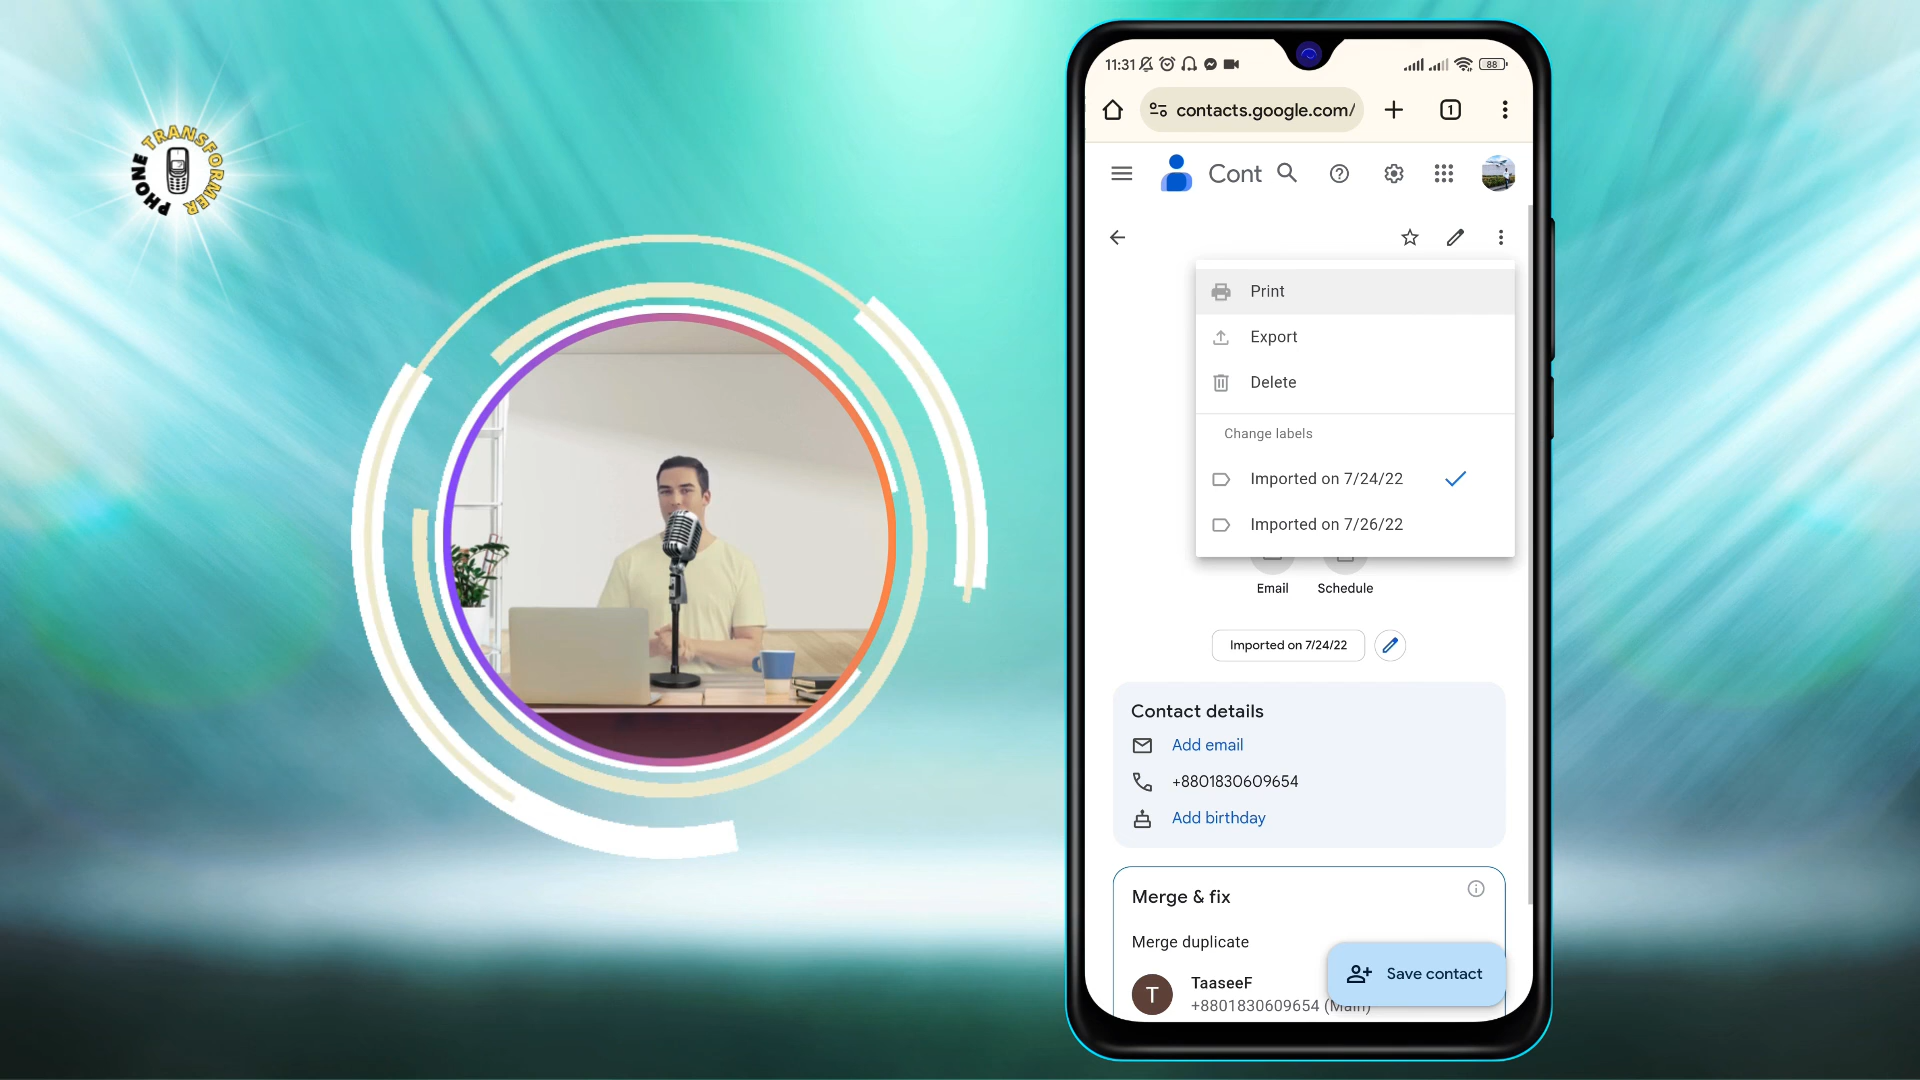 PHONE TRANSFORMER
11:31
88
contacts.google.com/
1
Cont
Print
Export
Delete
Change labels
Imported on 7/24/22
Imported on 7/26/22
Email
Schedule
Imported on 7/24/22
Contact details
Add email
+8801830609654
Add birthday
Merge & fix
Merge duplicate
T
TaaseeF
+8801830609654 (Main)
Save contact